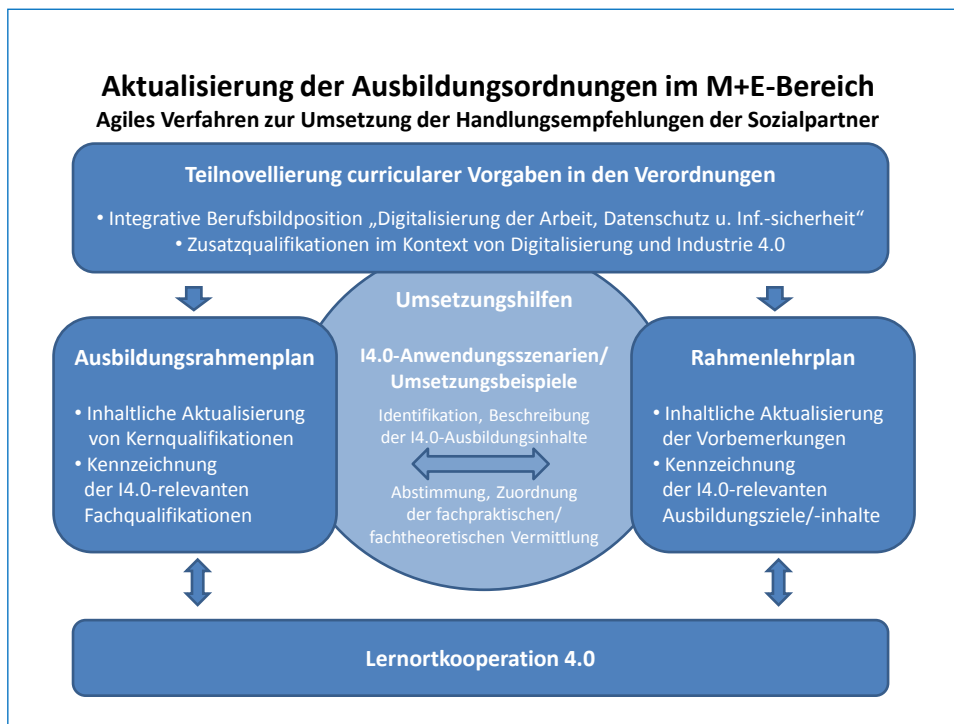 Aktualisierung der Ausbildungsordnungen im M+E-Bereich
Agiles Verfahren zur Umsetzung der Handlungsempfehlungen der Sozialpartner
Teilnovellierung curricularer Vorgaben in den Verordnungen
• Integrative Berufsbildposition „Digitalisierung der Arbeit, Datenschutz u. Inf.-sicherheit“
• Zusatzqualifikationen im Kontext von Digitalisierung und Industrie 4.0
Ausbildungsrahmenplan
• Inhaltliche Aktualisierung
von Kernqualifikationen
• Kennzeichnung
der I4.0-relevanten
Fachqualifikationen
Umsetzungshilfen
I4.0-Anwendungsszenarien/
Umsetzungsbeispiele
Identifikation, Beschreibung
der I4.0-Ausbildungsinhalte
Abstimmung, Zuordnung
der fachpraktischen/
fachtheoretischen Vermittlung
Rahmenlehrplan
• Inhaltliche Aktualisierung
der Vorbemerkungen
• Kennzeichnung
der I4.0-relevanten
Ausbildungsziele/-inhalte
Lernortkooperation 4.0